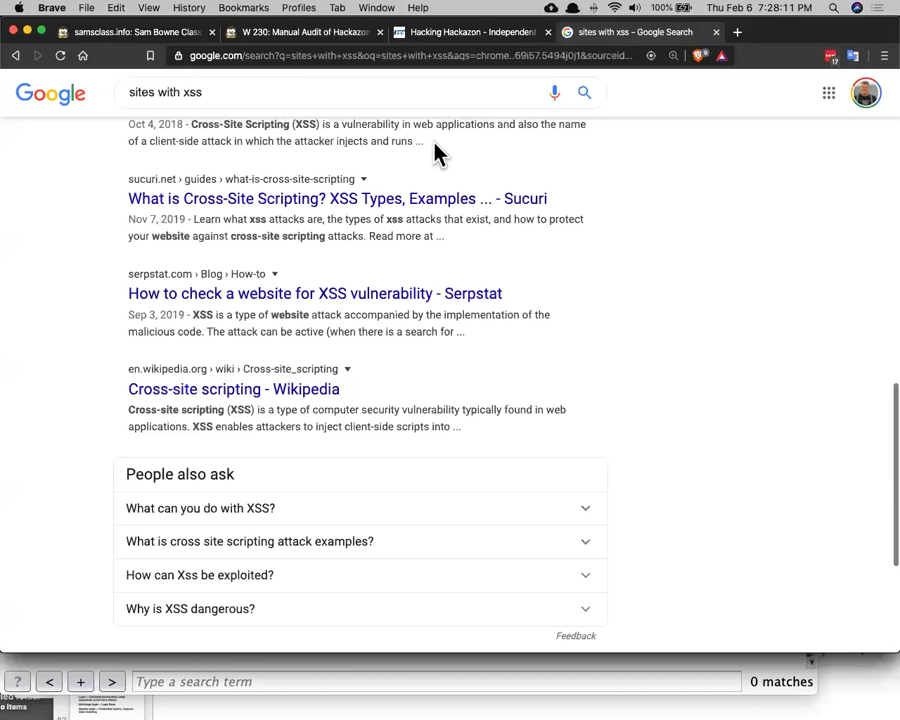 Brave File Edit View History Bookmarks Profiles Tab Window Help 100% Thu Feb 6 7:28:11 PM
samsclass.info: Sam Bowne Clas × W 230: Manual Audit of Hackazon × Hacking Hackazon – Independent × sites with xss - Google Search × +
google.com/search?q=sites+with+xss&oq=sites+with+xss&aqs=chrome..69i57.5494j0j1&sourceid... 9 17
Google sites with xss
Oct 4, 2018 - Cross-Site Scripting (XSS) is a vulnerability in web applications and also the name
of a client-side attack in which the attacker injects and runs ...
sucuri.net › guides › what-is-cross-site-scripting
What is Cross-Site Scripting? XSS Types, Examples ... - Sucuri
Nov 7, 2019 - Learn what xss attacks are, the types of xss attacks that exist, and how to protect
your website against cross-site scripting attacks. Read more at ...
serpstat.com › Blog › How-to
How to check a website for XSS vulnerability - Serpstat
Sep 3, 2019 - XSS is a type of website attack accompanied by the implementation of the
malicious code. The attack can be active (when there is a search for ...
en.wikipedia.org › wiki › Cross-site_scripting
Cross-site scripting - Wikipedia
Cross-site scripting (XSS) is a type of computer security vulnerability typically found in web
applications. XSS enables attackers to inject client-side scripts into ...
People also ask
What can you do with XSS?
What is cross site scripting attack examples?
How can Xss be exploited?
Why is XSS dangerous?
Feedback
? < + > Type a search term 0 matches
o items